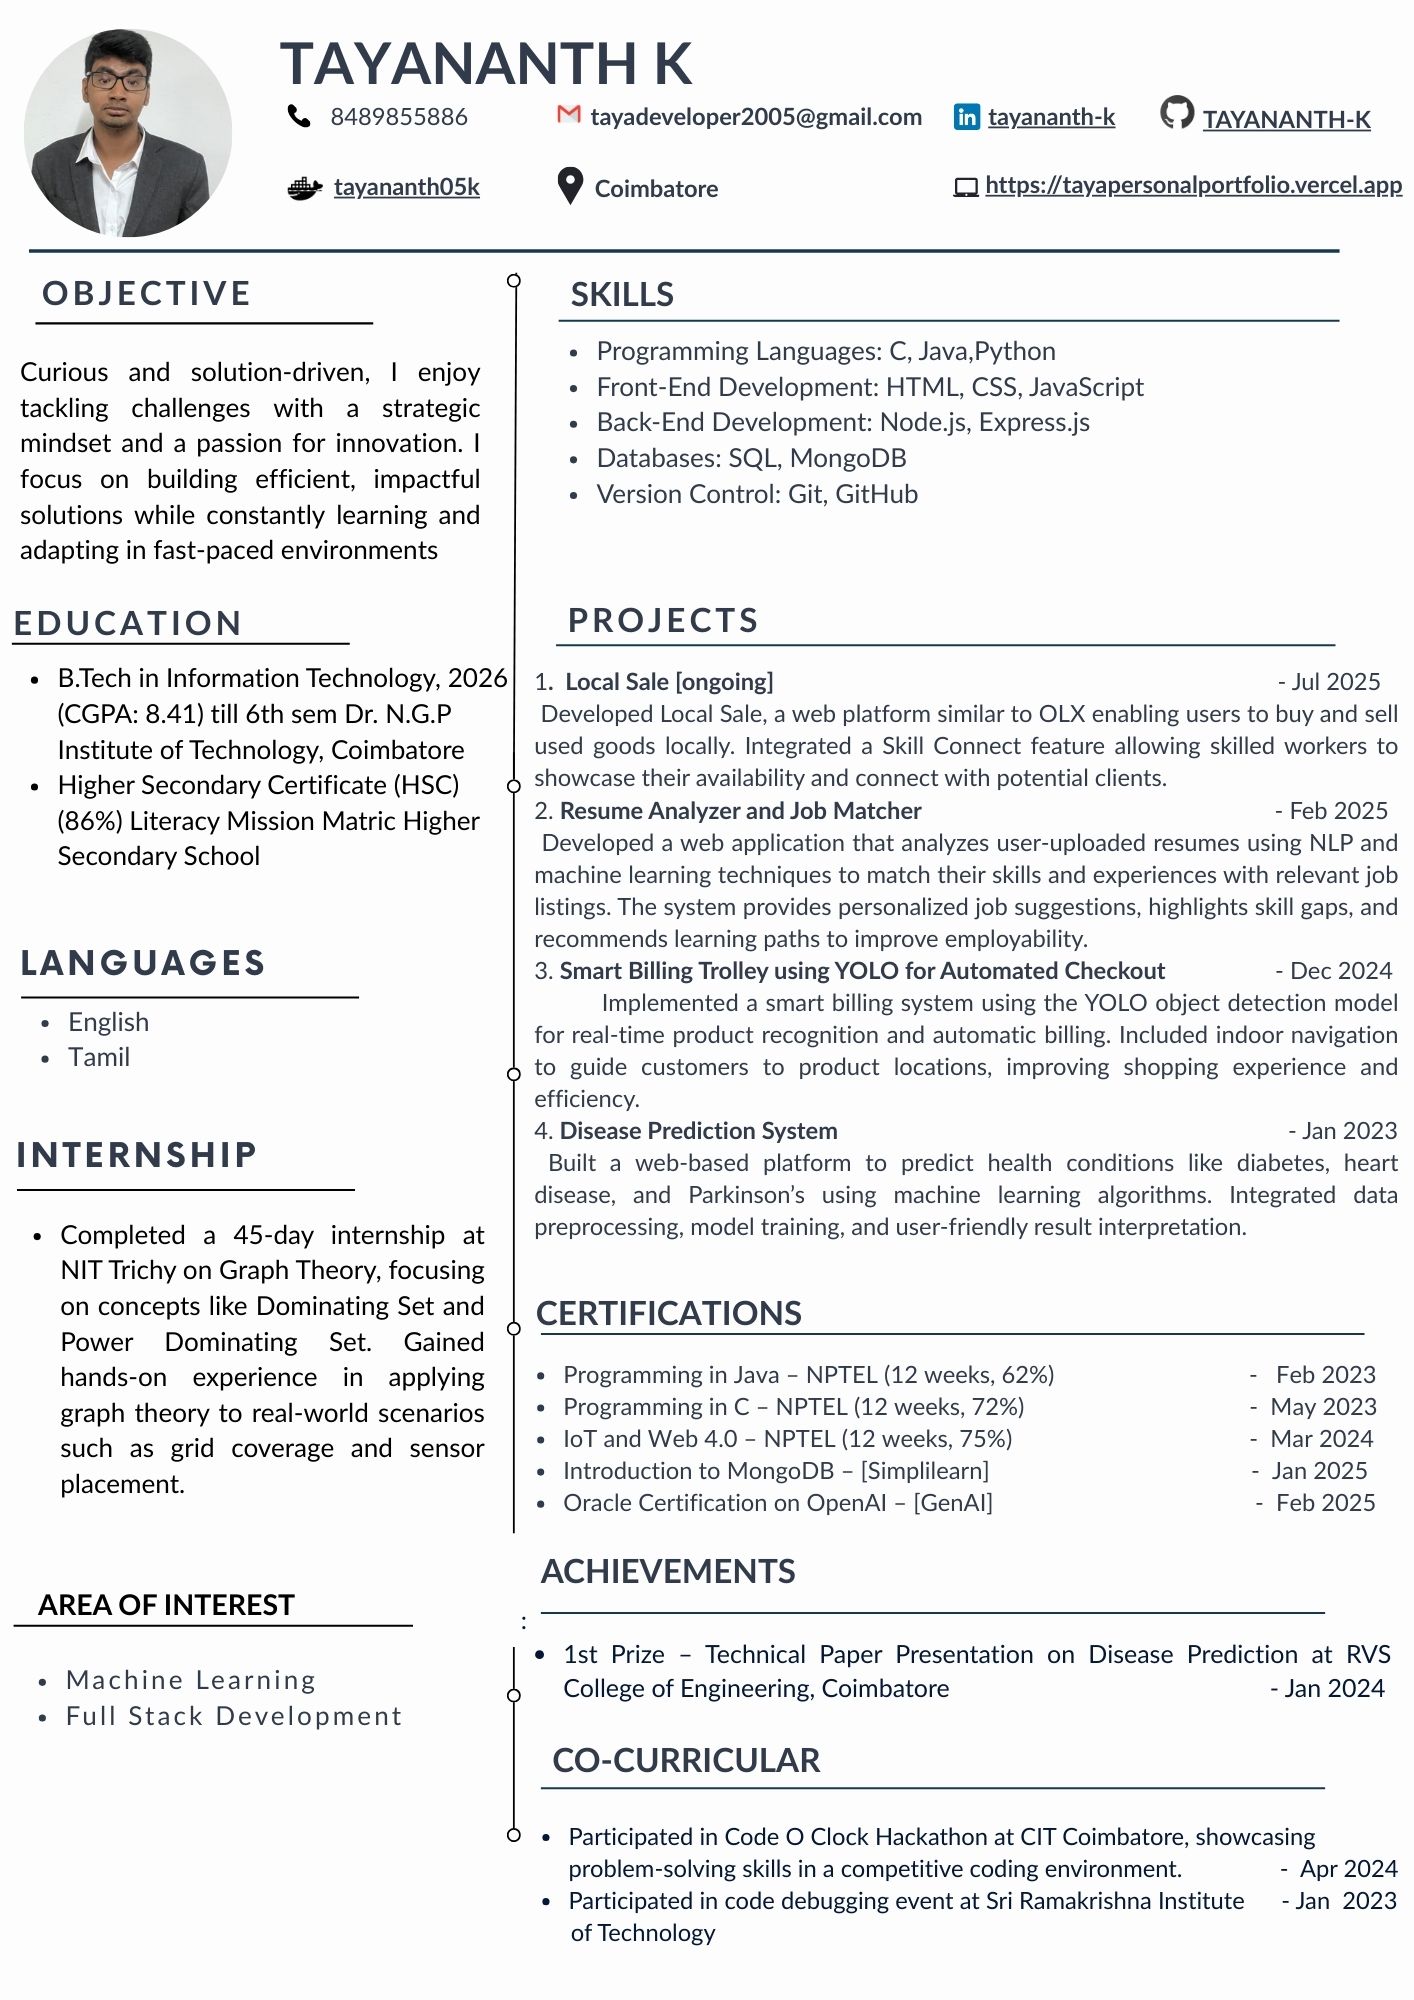 TAYANANTH K
8489855886
tayadeveloper2005@gmail.com
tayananth-k
TAYANANTH-K
tayananth05k
Coimbatore
https://tayapersonalportfolio.vercel.app
OBJECTIVE
Curious and solution-driven, I enjoy
tackling challenges with a strategic
mindset and a passion for innovation. I
focus on building efficient, impactful
solutions while constantly learning and
adapting in fast-paced environments
EDUCATION
• B.Tech in Information Technology, 2026
(CGPA: 8.41) till 6th sem Dr. N.G.P
Institute of Technology, Coimbatore
• Higher Secondary Certificate (HSC)
(86%) Literacy Mission Matric Higher
Secondary School
LANGUAGES
• English
• Tamil
INTERNSHIP
• Completed a 45-day internship at
NIT Trichy on Graph Theory, focusing
on concepts like Dominating Set and
Power Dominating Set. Gained
hands-on experience in applying
graph theory to real-world scenarios
such as grid coverage and sensor
placement.
AREA OF INTEREST
• Machine Learning
• Full Stack Development
SKILLS
• Programming Languages: C, Java,Python
• Front-End Development: HTML, CSS, JavaScript
• Back-End Development: Node.js, Express.js
• Databases: SQL, MongoDB
• Version Control: Git, GitHub
PROJECTS
1. Local Sale [ongoing] - Jul 2025
Developed Local Sale, a web platform similar to OLX enabling users to buy and sell
used goods locally. Integrated a Skill Connect feature allowing skilled workers to
showcase their availability and connect with potential clients.
2. Resume Analyzer and Job Matcher - Feb 2025
Developed a web application that analyzes user-uploaded resumes using NLP and
machine learning techniques to match their skills and experiences with relevant job
listings. The system provides personalized job suggestions, highlights skill gaps, and
recommends learning paths to improve employability.
3. Smart Billing Trolley using YOLO for Automated Checkout - Dec 2024
Implemented a smart billing system using the YOLO object detection model
for real-time product recognition and automatic billing. Included indoor navigation
to guide customers to product locations, improving shopping experience and
efficiency.
4. Disease Prediction System - Jan 2023
Built a web-based platform to predict health conditions like diabetes, heart
disease, and Parkinson’s using machine learning algorithms. Integrated data
preprocessing, model training, and user-friendly result interpretation.
CERTIFICATIONS
• Programming in Java – NPTEL (12 weeks, 62%) - Feb 2023
• Programming in C – NPTEL (12 weeks, 72%) - May 2023
• IoT and Web 4.0 – NPTEL (12 weeks, 75%) - Mar 2024
• Introduction to MongoDB – [Simplilearn] - Jan 2025
• Oracle Certification on OpenAI – [GenAI] - Feb 2025
ACHIEVEMENTS
:
• 1st Prize – Technical Paper Presentation on Disease Prediction at RVS
College of Engineering, Coimbatore - Jan 2024
CO-CURRICULAR
• Participated in Code O Clock Hackathon at CIT Coimbatore, showcasing
problem-solving skills in a competitive coding environment. - Apr 2024
• Participated in code debugging event at Sri Ramakrishna Institute - Jan 2023
of Technology